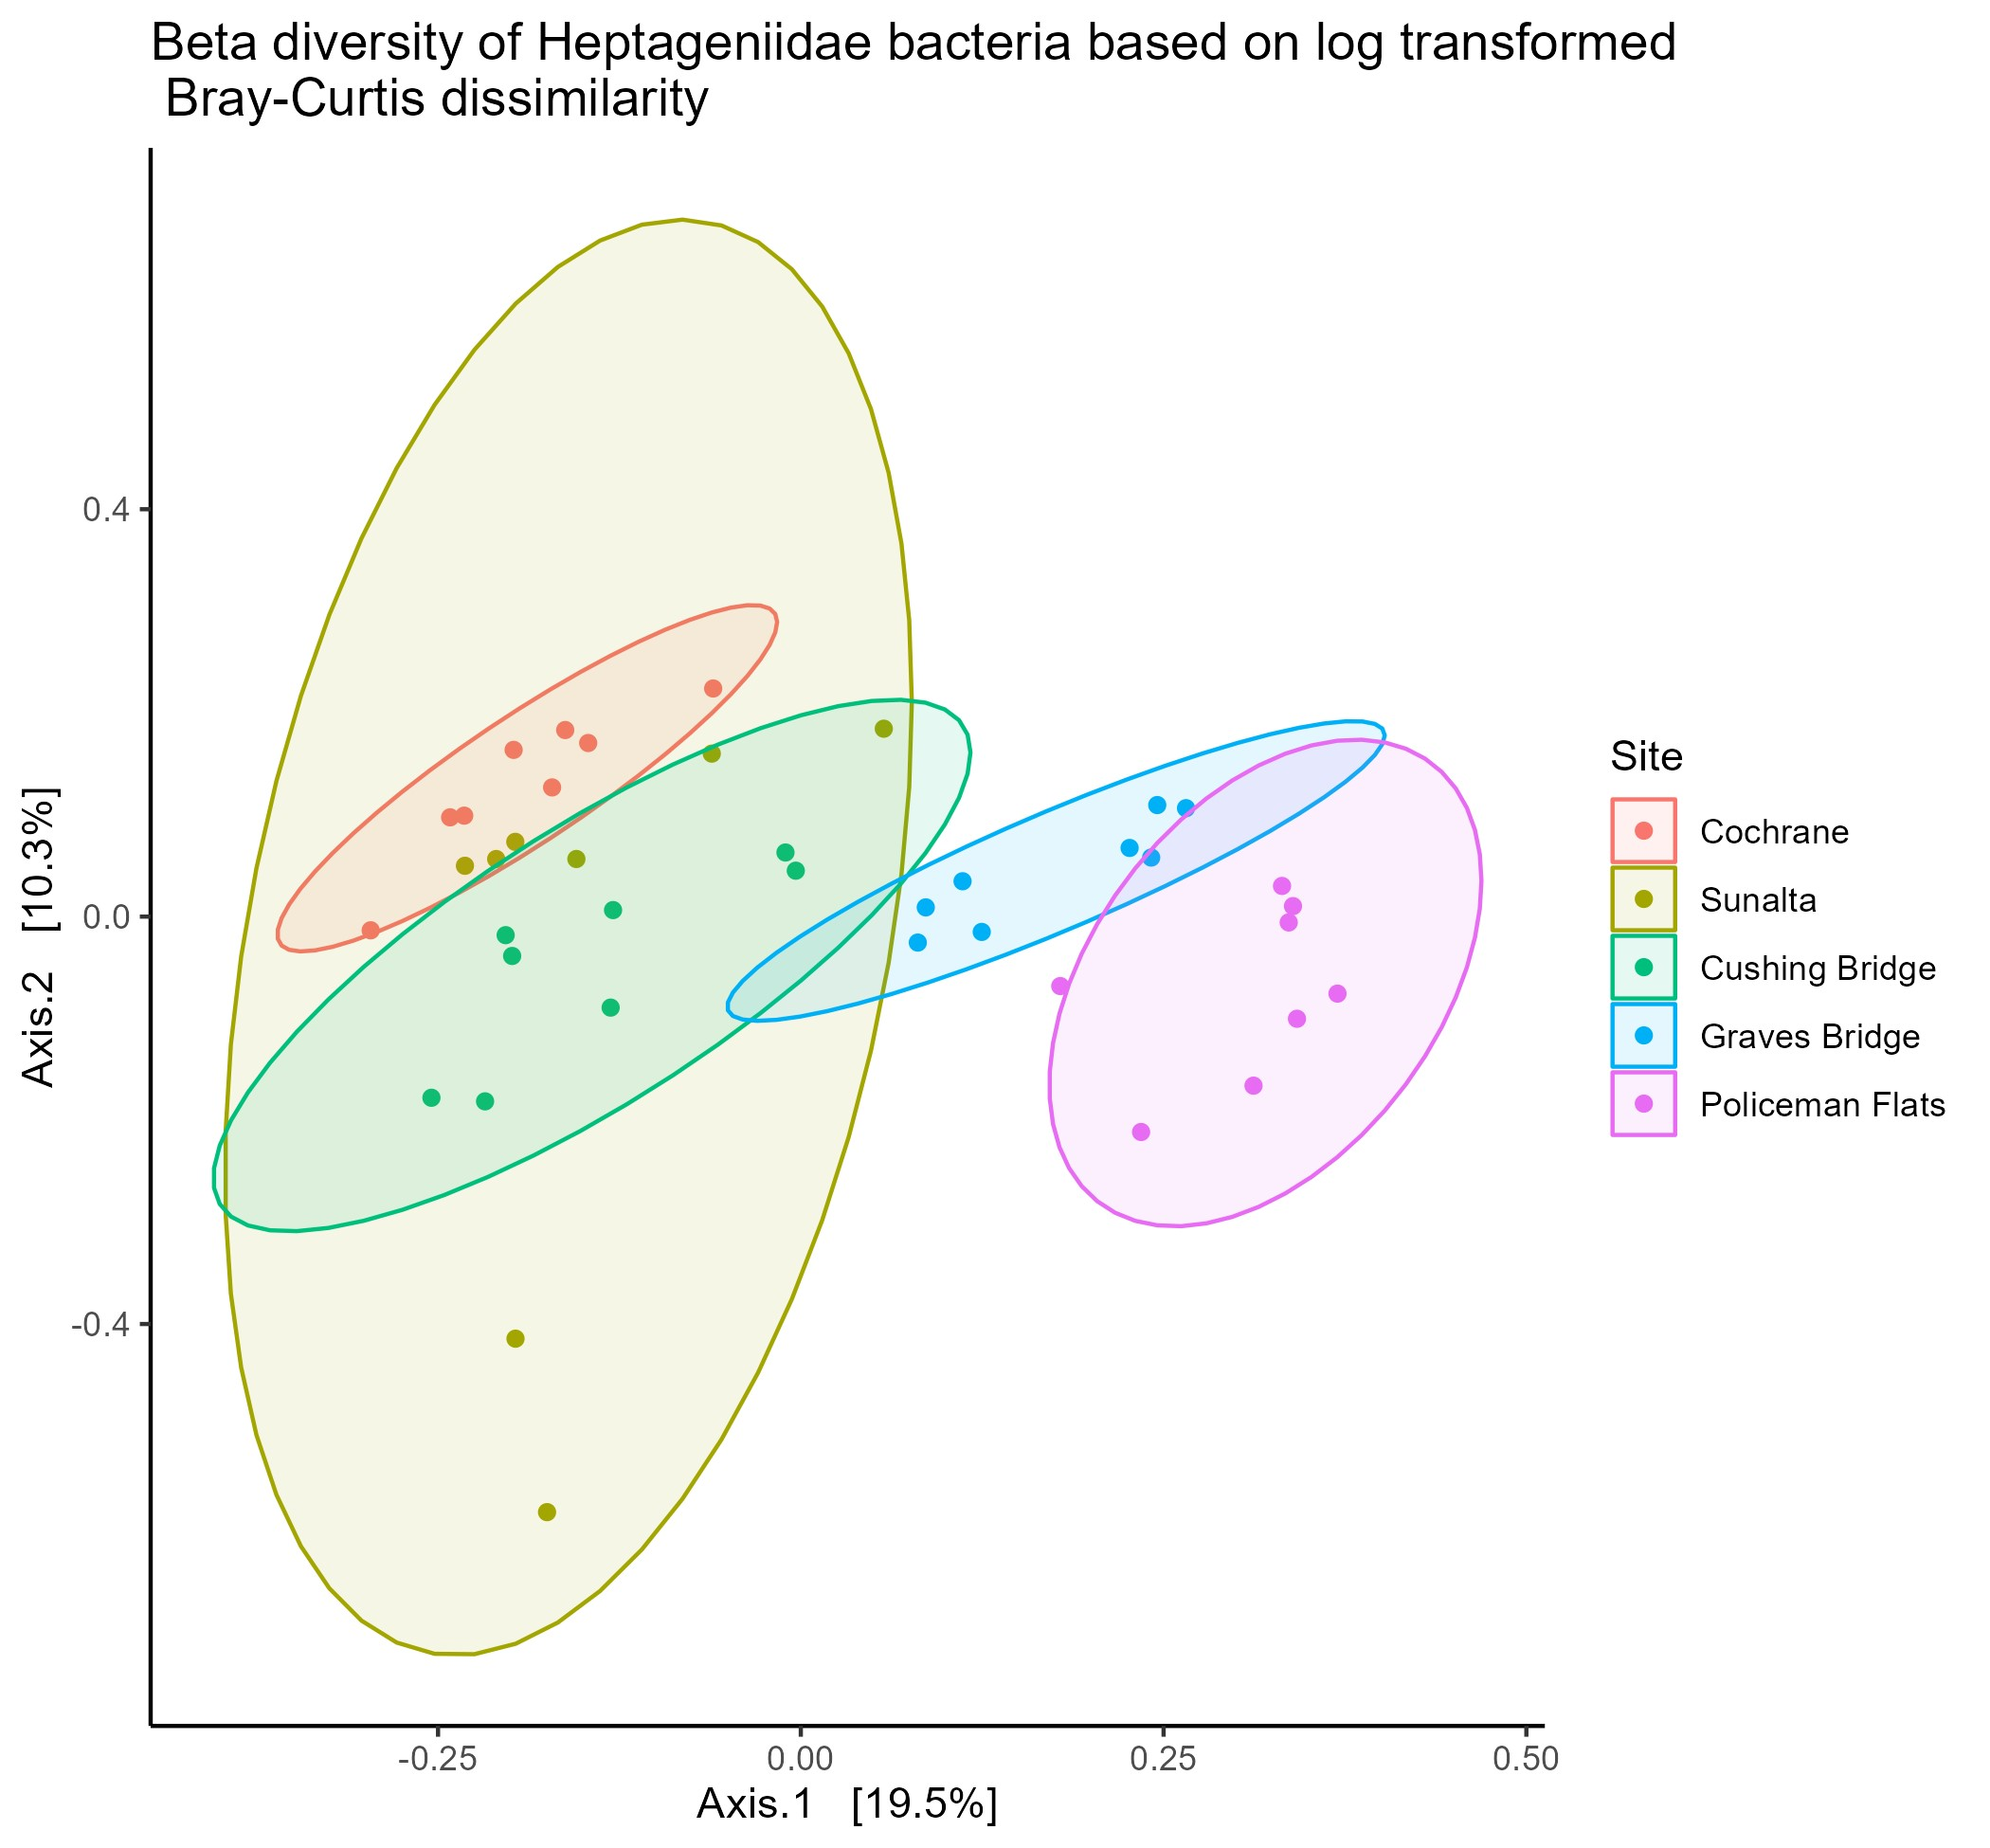 Beta diversity of Heptageniidae bacteria based on log transformed
Bray-Curtis dissimilarity
Axis.2 [10.3%]
0.4
0.0
-0.4
-0.25
0.00
0.25
0.50
Axis.1 [19.5%]
Site
Cochrane
Sunalta
Cushing Bridge
Graves Bridge
Policeman Flats